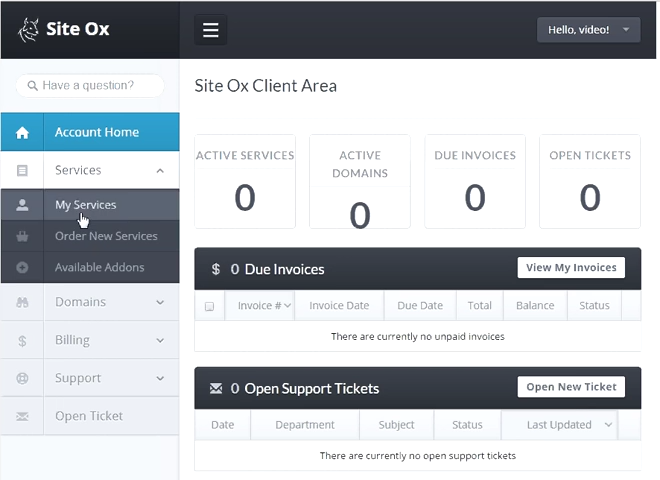 Site Ox
Hello, video!
Have a question?
Account Home
Services
My Services
Order New Services
Available Addons
Domains
Billing
Support
Open Ticket
Site Ox Client Area
ACTIVE SERVICES
0
ACTIVE
DOMAINS
0
DUE INVOICES
0
OPEN TICKETS
0
$ 0 Due Invoices
View My Invoices
Invoice # Invoice Date Due Date Total Balance Status
There are currently no unpaid invoices
0 Open Support Tickets
Open New Ticket
Date Department Subject Status Last Updated
There are currently no open support tickets